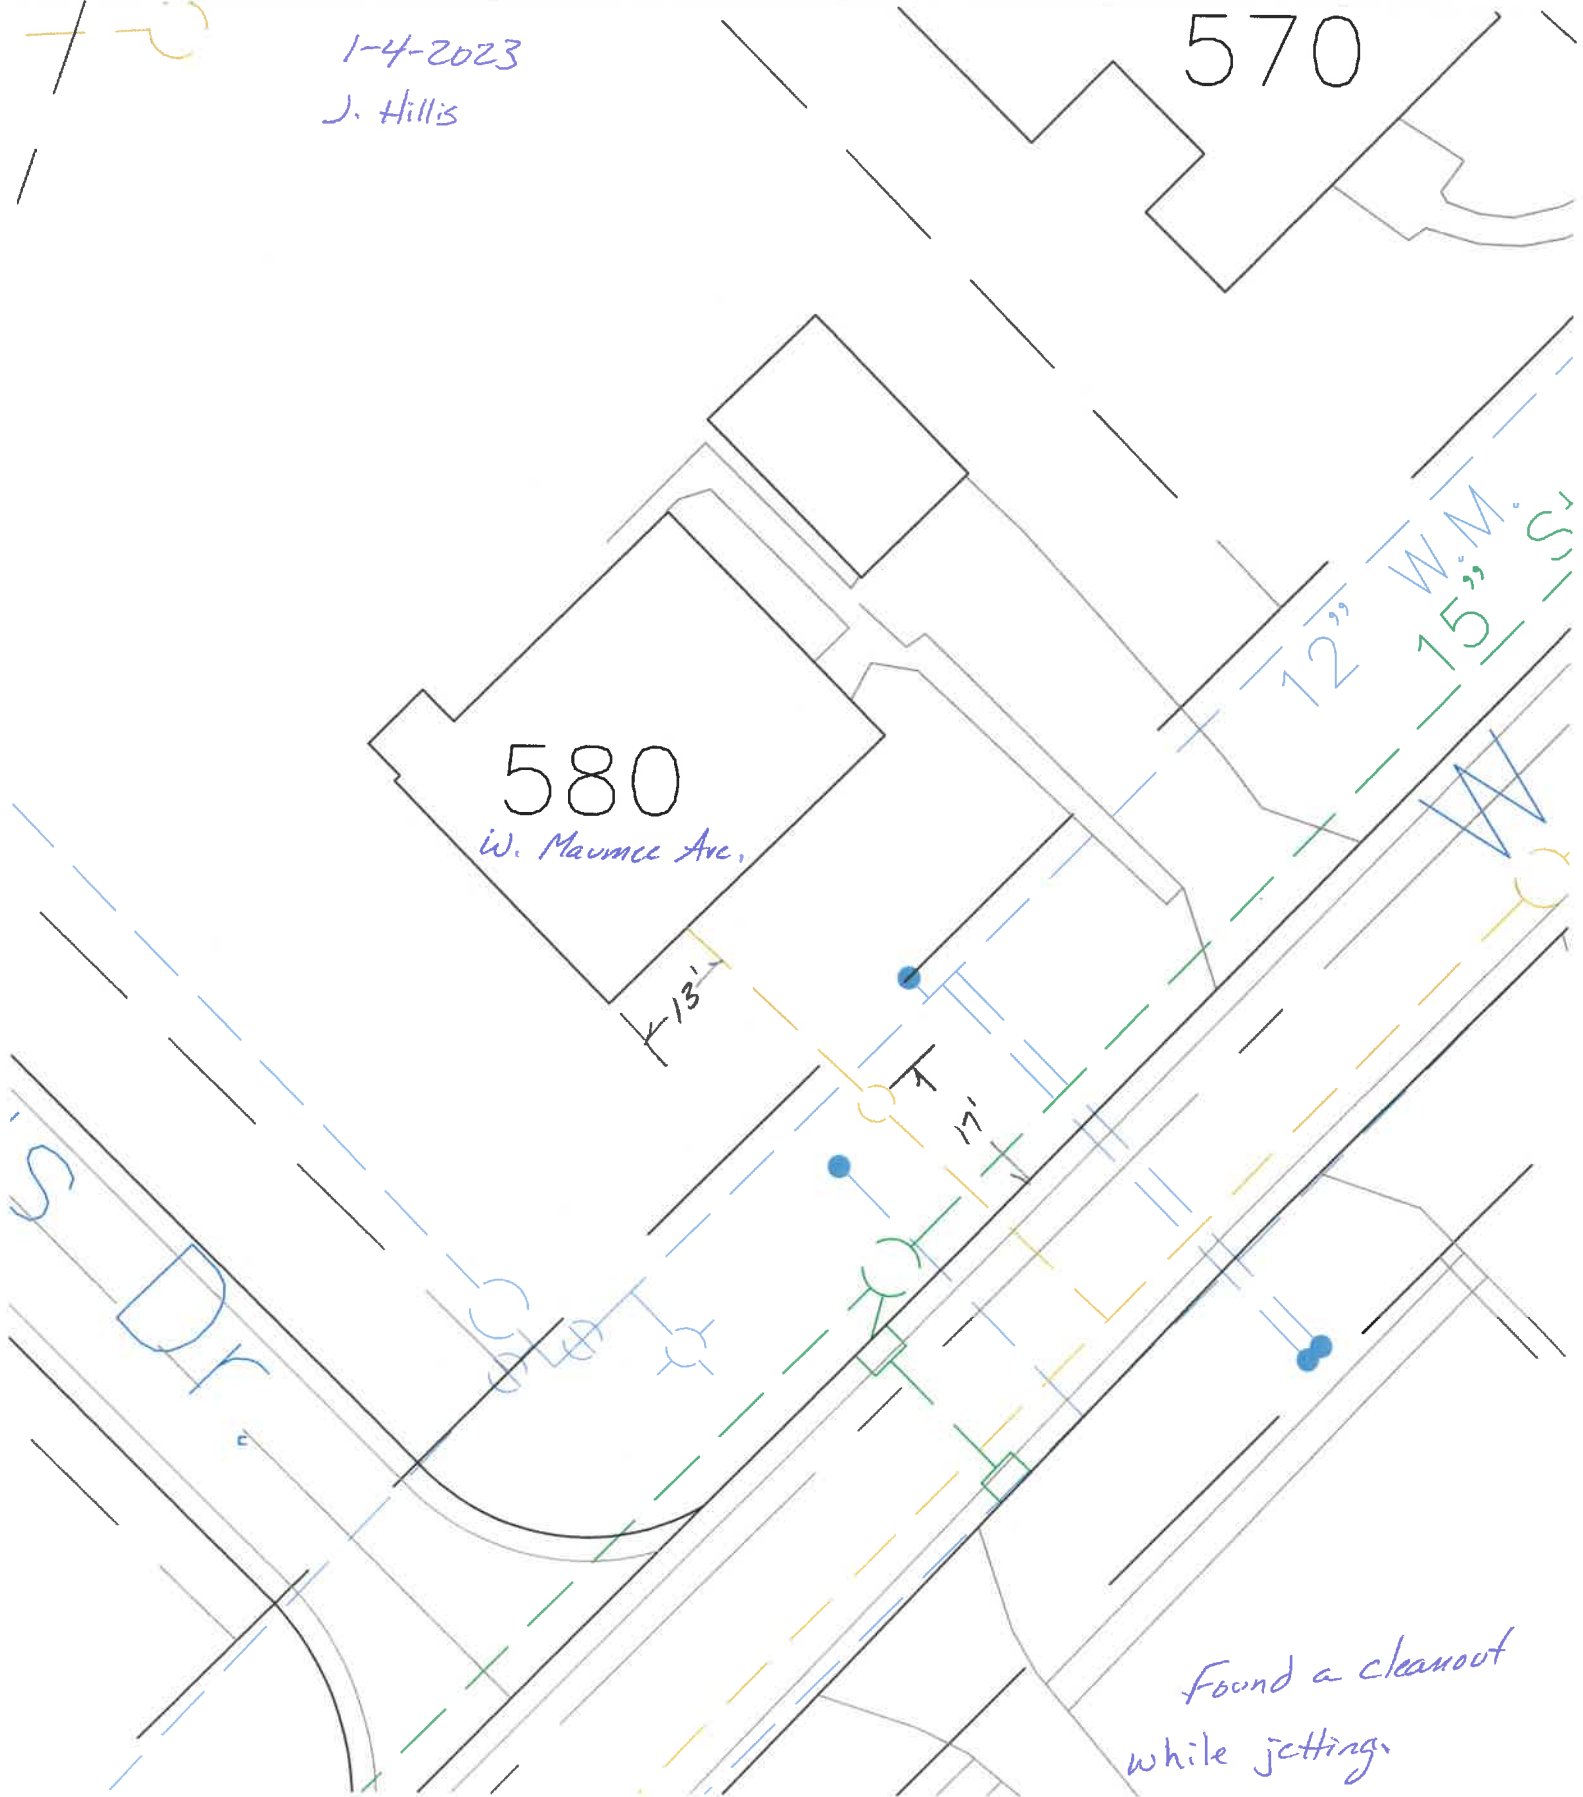 1-4-2023
J. Hillis
570
12" W.M.
15" S
580
W. Maumee Ave.
W
13'
17'
's Dr.
Found a cleanout
while jetting.